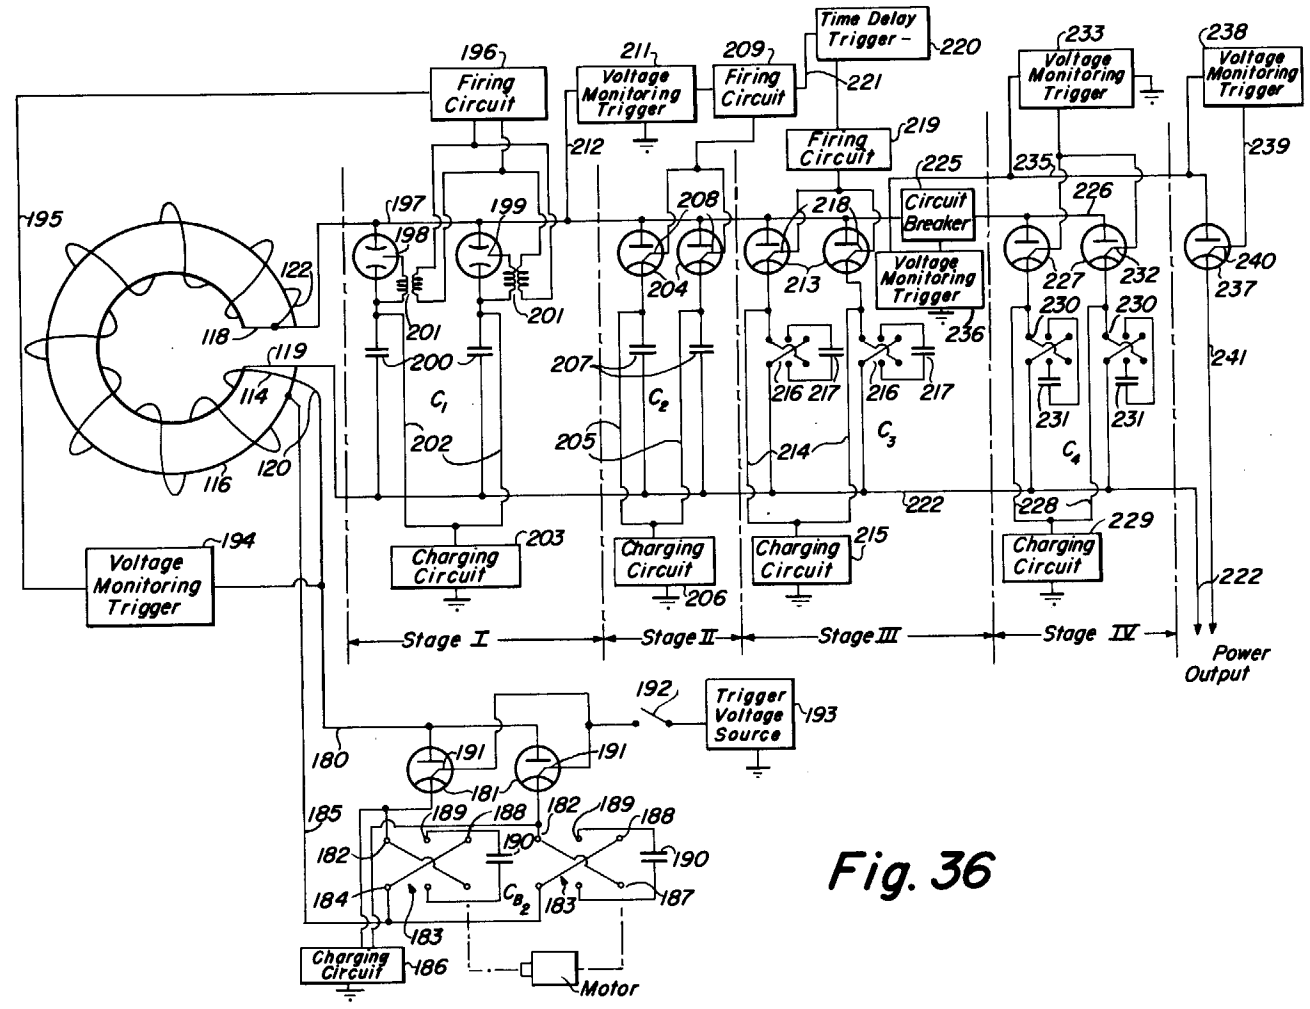 196
Firing
Circuit
211
Voltage
Monitoring
Trigger
209
Firing
Circuit
Time Delay
Trigger –
220
221
233
Voltage
Monitoring
Trigger
238
Voltage
Monitoring
Trigger
219
Firing
Circuit
212
225
235
239
195
197
198
199
208
218
Circuit
Breaker
226
122
201
201
204
213
Voltage
Monitoring
Trigger
236
227
232
240
237
118
119
114
200
207
216
217
216
217
230
230
241
C1
C2
C3
C4
231
231
116
120
202
205
214
222
228
194
Voltage
Monitoring
Trigger
203
Charging
Circuit
Charging
Circuit
206
215
Charging
Circuit
229
Charging
Circuit
222
Stage I
Stage II
Stage III
Stage IV
Power
Output
192
Trigger
Voltage
Source
193
180
191
191
181
185
182
189
188
190
182
189
188
190
184
183
CB2
183
187
Charging
Circuit
186
Motor
Fig. 36